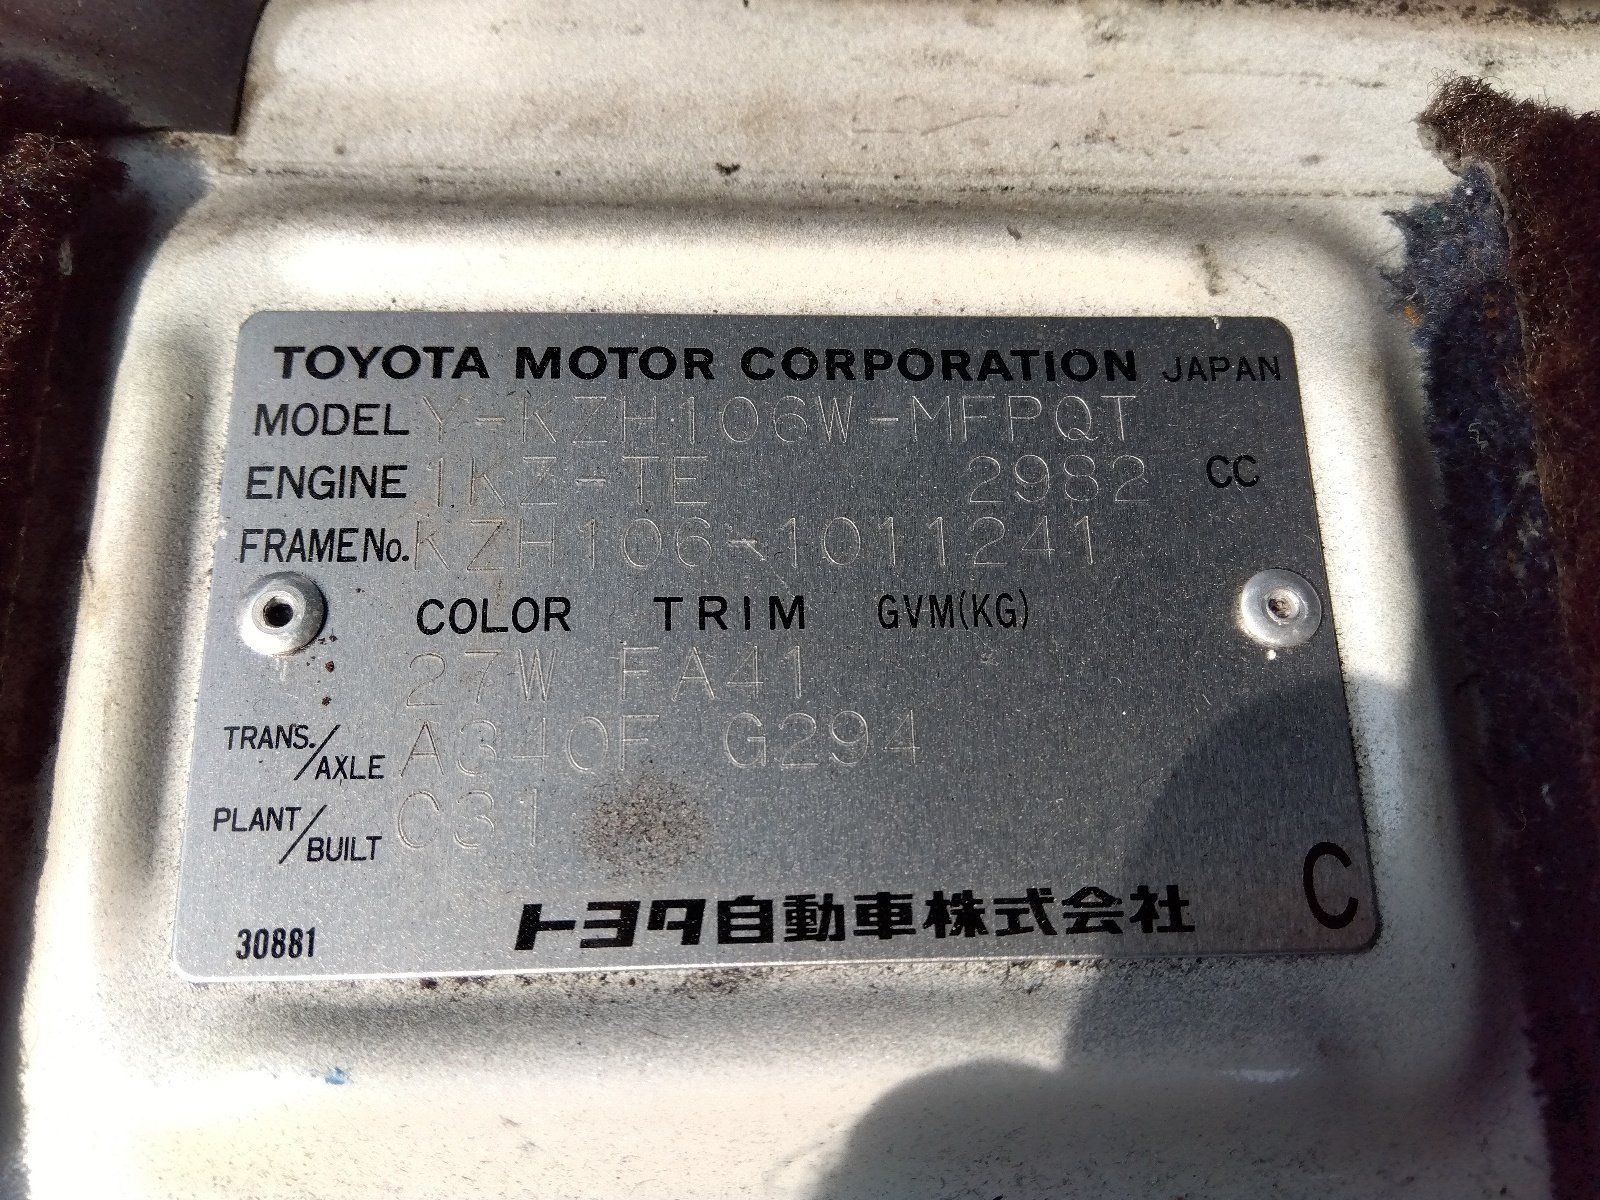 TOYOTA MOTOR CORPORATION JAPAN
MODEL Y-KZH106W-MFPQT
ENGINE 1KZ-TE 2982 CC
FRAME No. KZH106-1011241
COLOR TRIM GVM(KG)
27W FA41
TRANS./AXLE A340F G294
PLANT/BUILT C31
トヨタ自動車株式会社 C
30881